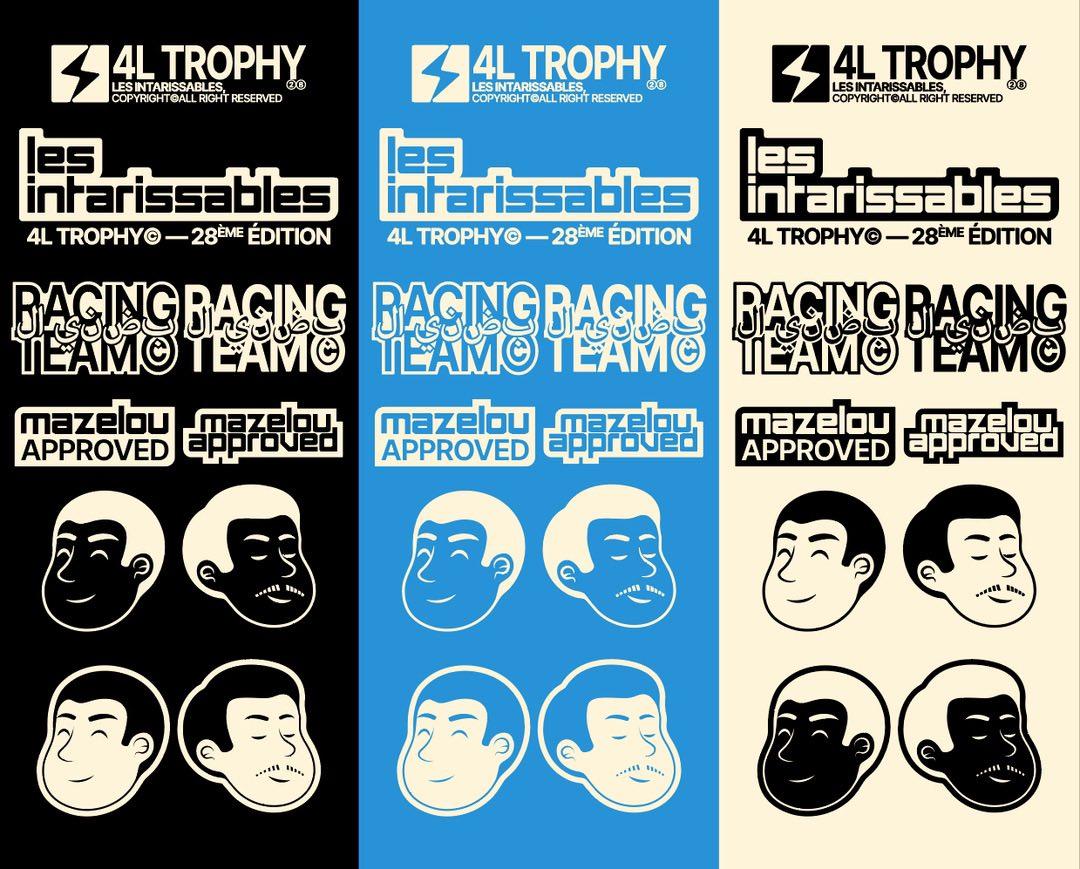 4L TROPHY
LES INTARISSABLES,
COPYRIGHT©ALL RIGHT RESERVED
②⑧
les
intarissables
4L TROPHY© — 28ÈME ÉDITION
RACING
TEAM©
RACING
TEAM©
mazelou
APPROVED
mazelou
approved
4L TROPHY
LES INTARISSABLES,
COPYRIGHT©ALL RIGHT RESERVED
②⑧
les
intarissables
4L TROPHY© — 28ÈME ÉDITION
RACING
TEAM©
RACING
TEAM©
mazelou
APPROVED
mazelou
approved
4L TROPHY
LES INTARISSABLES,
COPYRIGHT©ALL RIGHT RESERVED
②⑧
les
intarissables
4L TROPHY© — 28ÈME ÉDITION
RACING
TEAM©
RACING
TEAM©
mazelou
APPROVED
mazelou
approved